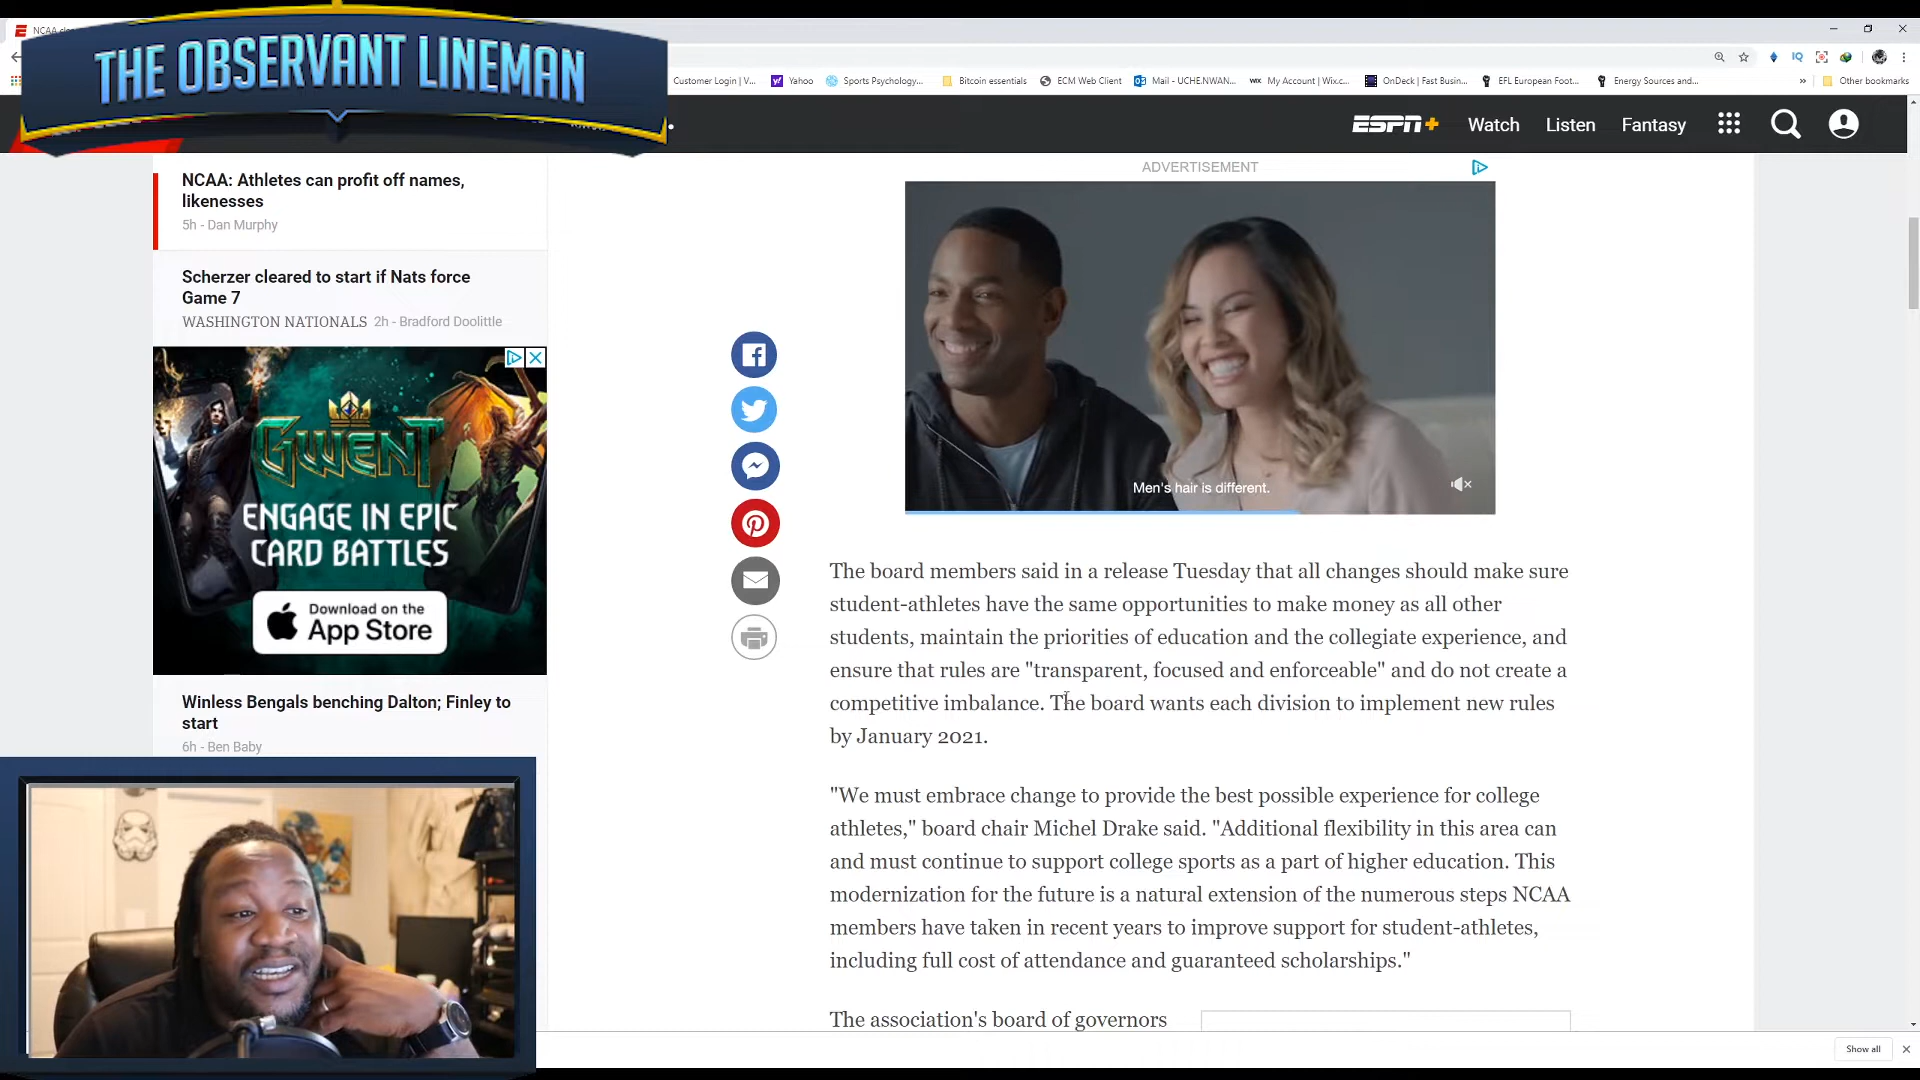 NCAA
THE OBSERVANT LINEMAN
Customer Login | V...
Yahoo
Sports Psychology...
Bitcoin essentials
ECM Web Client
Mail - UCHE.NWAN...
WIX
My Account | Wix.c...
OnDeck | Fast Busin...
EFL European Foot...
Energy Sources and...
»
Other bookmarks
IQ
ESPN+
Watch
Listen
Fantasy
NCAA: Athletes can profit off names,
likenesses
5h - Dan Murphy
Scherzer cleared to start if Nats force
Game 7
WASHINGTON NATIONALS 2h - Bradford Doolittle
GWENT
ENGAGE IN EPIC
CARD BATTLES
Download on the
App Store
Winless Bengals benching Dalton; Finley to
start
6h - Ben Baby
ADVERTISEMENT
Men's hair is different.
The board members said in a release Tuesday that all changes should make sure
student-athletes have the same opportunities to make money as all other
students, maintain the priorities of education and the collegiate experience, and
ensure that rules are "transparent, focused and enforceable" and do not create a
competitive imbalance. The board wants each division to implement new rules
by January 2021.
"We must embrace change to provide the best possible experience for college
athletes," board chair Michel Drake said. "Additional flexibility in this area can
and must continue to support college sports as a part of higher education. This
modernization for the future is a natural extension of the numerous steps NCAA
members have taken in recent years to improve support for student-athletes,
including full cost of attendance and guaranteed scholarships."
The association's board of governors
Show all